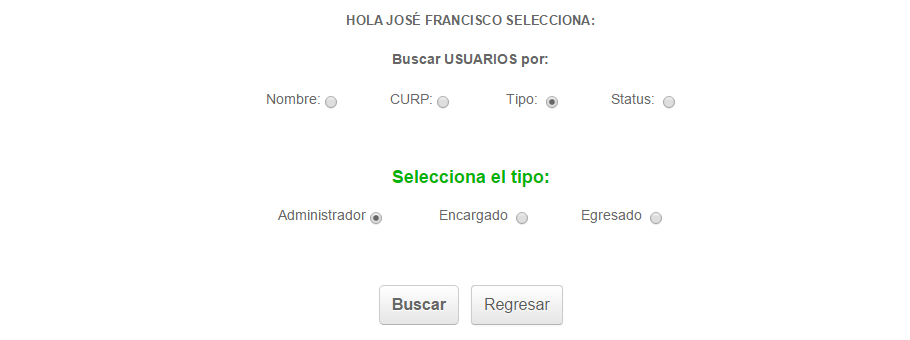 HOLA JOSÉ FRANCISCO SELECCIONA:
Buscar USUARIOS por:
Nombre: CURP: Tipo: Status:
Selecciona el tipo:
Administrador Encargado Egresado
Buscar Regresar